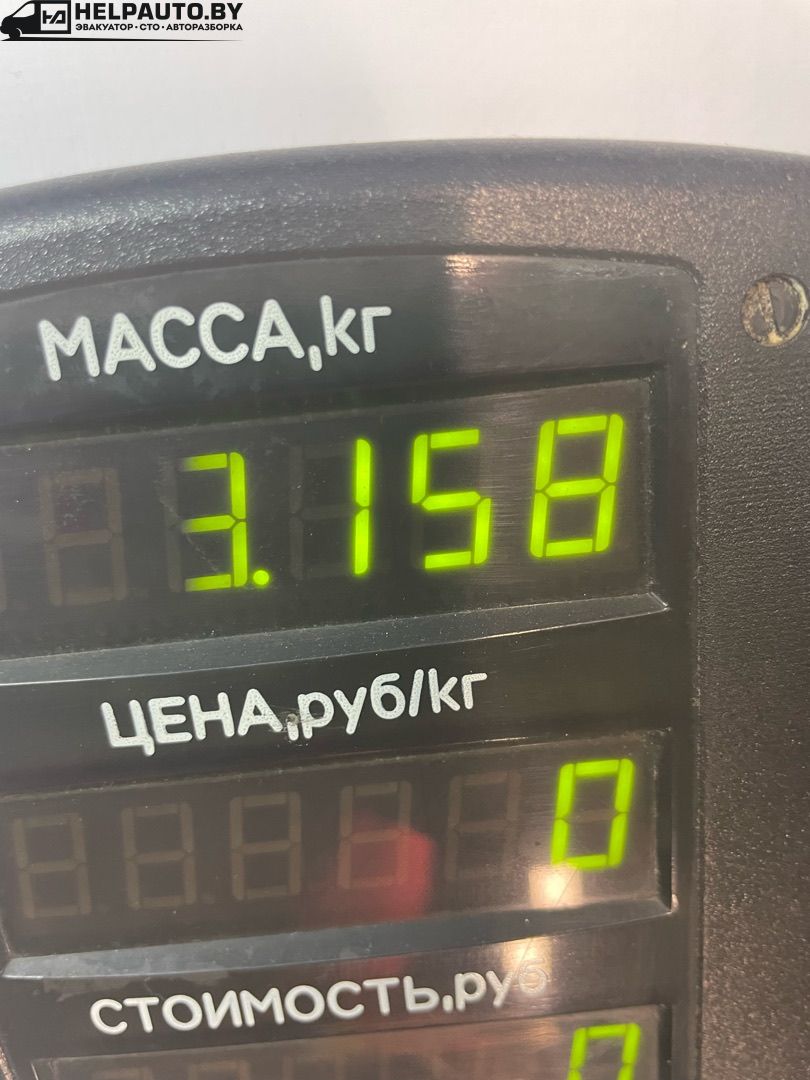 HELPAUTO.BY
ЭВАКУАТОР • СТО • АВТОРАЗБОРКА
МАССА,кг
3.158
ЦЕНА,руб/кг
0
СТОИМОСТЬ,руб
0